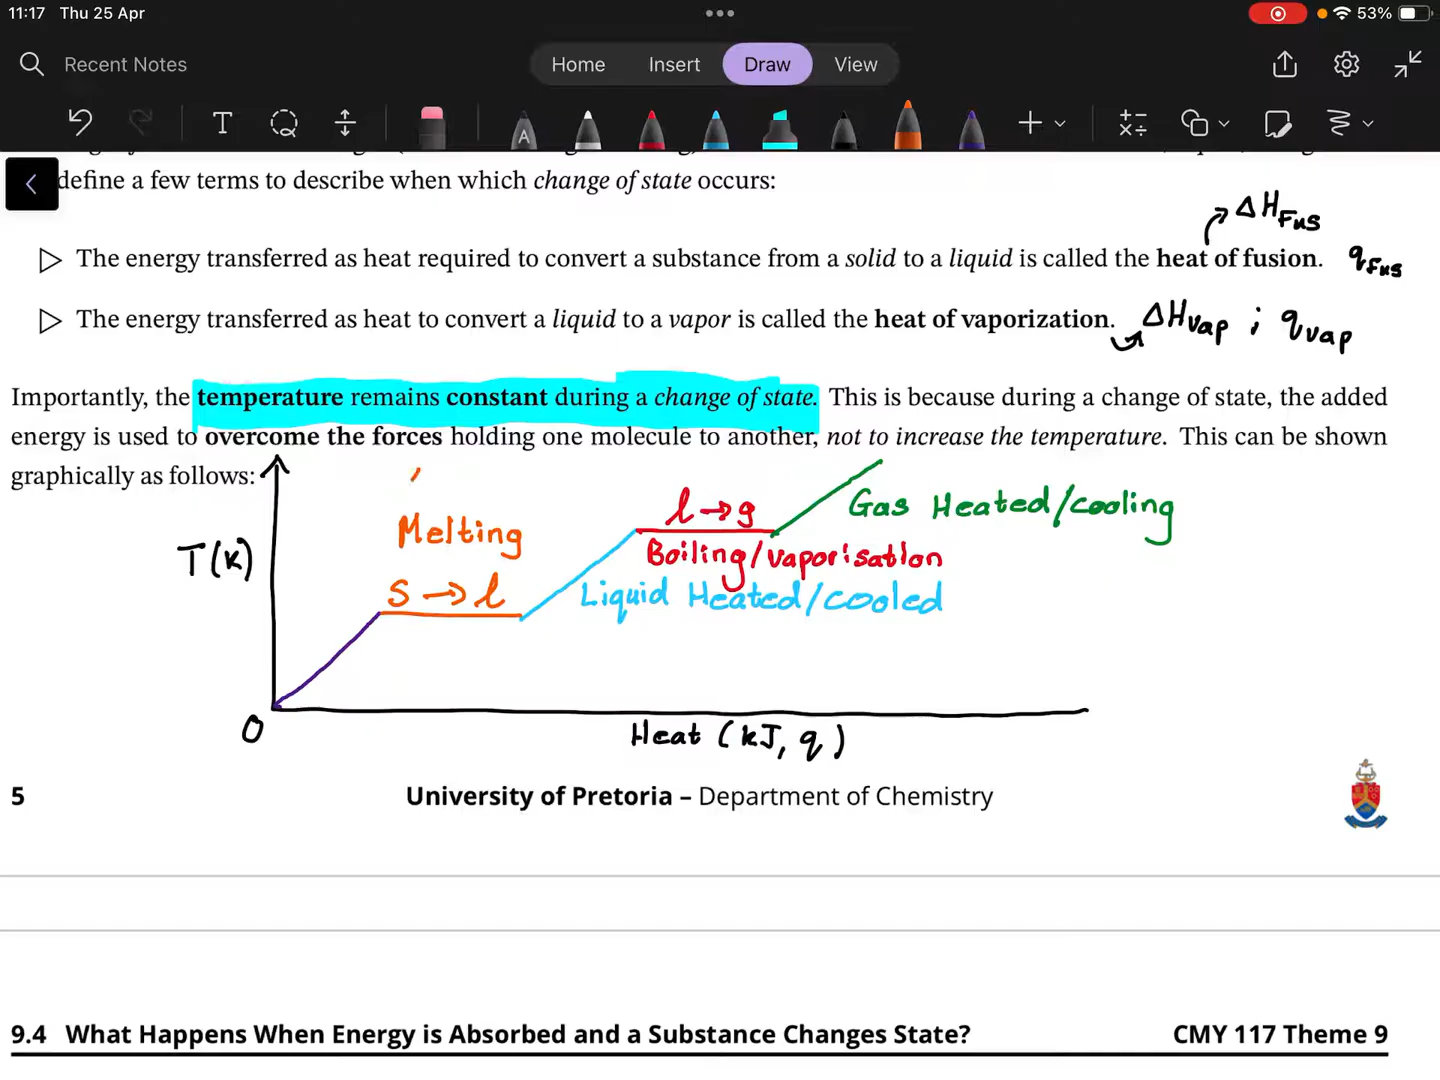 11:17 Thu 25 Apr
53%
Recent Notes
Home Insert Draw View
T
A
define a few terms to describe when which change of state occurs:
ΔHFus
▷ The energy transferred as heat required to convert a substance from a solid to a liquid is called the heat of fusion. qFus
▷ The energy transferred as heat to convert a liquid to a vapor is called the heat of vaporization. ΔHvap ; qvap
Importantly, the temperature remains constant during a change of state. This is because during a change of state, the added
energy is used to overcome the forces holding one molecule to another, not to increase the temperature. This can be shown
graphically as follows:
l → g
Gas Heated/cooling
Melting
T(K)
Boiling/vaporisation
s → l
Liquid Heated/cooled
0
Heat (kJ, q)
5
University of Pretoria – Department of Chemistry
9.4 What Happens When Energy is Absorbed and a Substance Changes State?
CMY 117 Theme 9